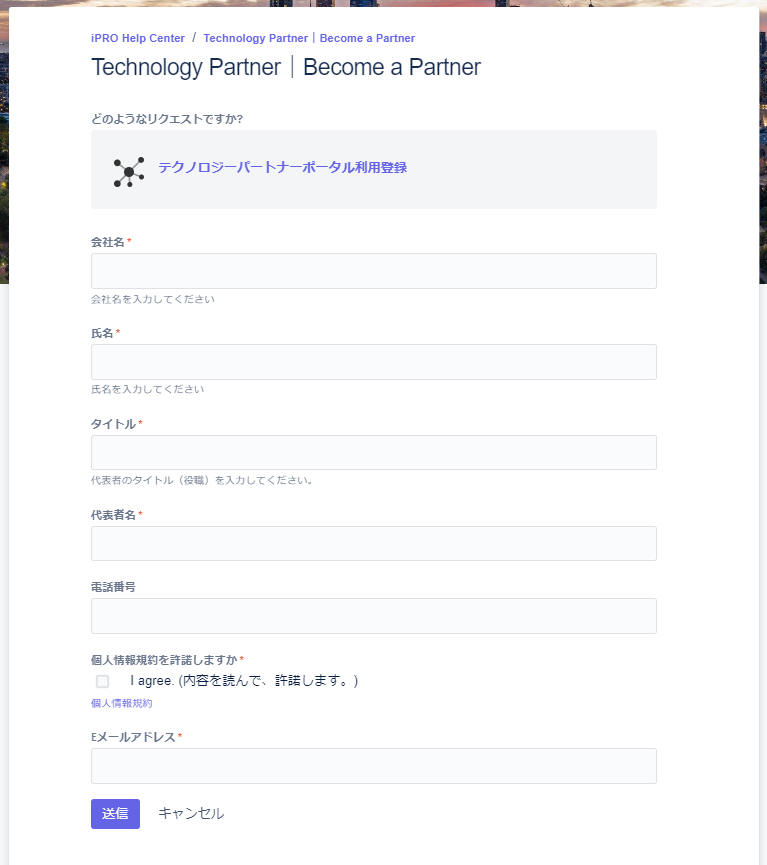 iPRO Help Center / Technology Partner｜Become a Partner
Technology Partner｜Become a Partner
どのようなリクエストですか?
テクノロジーパートナーポータル利用登録
会社名*
会社名を入力してください
氏名*
氏名を入力してください
タイトル*
代表者のタイトル（役職）を入力してください。
代表者名*
電話番号
個人情報規約を許諾しますか*
I agree. (内容を読んで、許諾します。)
個人情報規約
Eメールアドレス*
送信 キャンセル